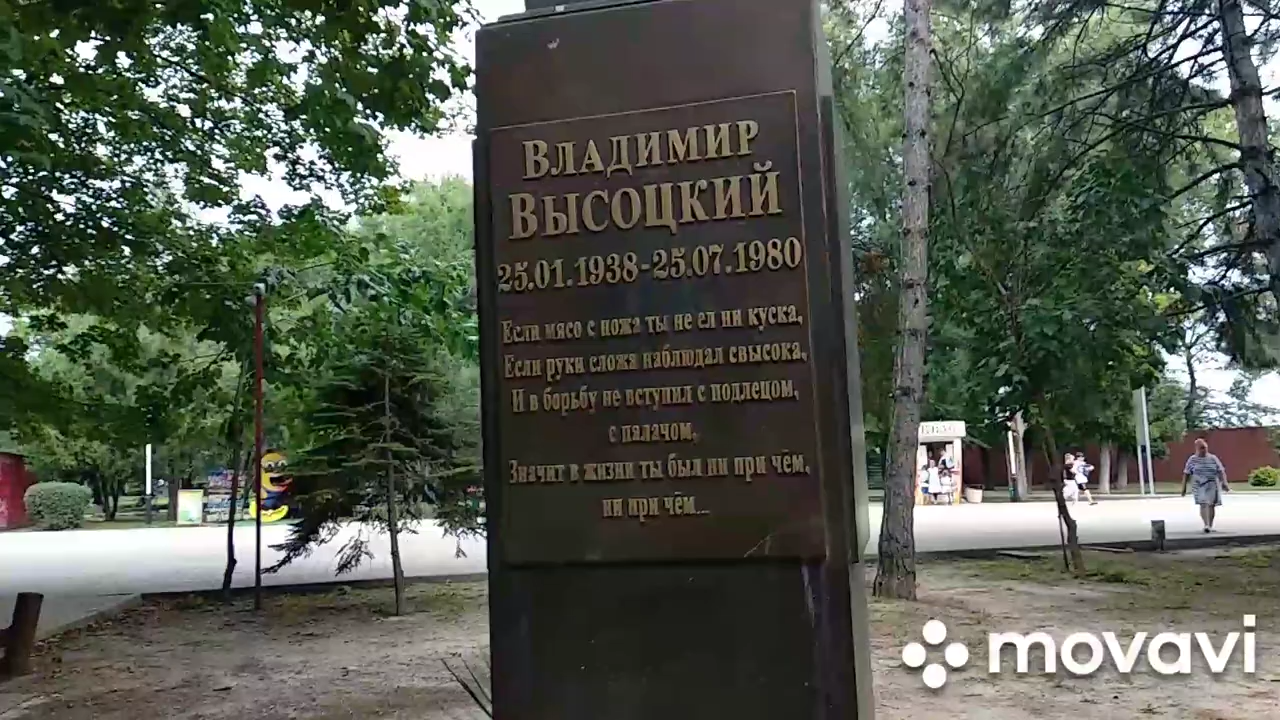 ВЛАДИМИР
ВЫСОЦКИЙ
25.01.1938-25.07.1980
Если мясо с ножа ты не ел ни куска,
Если руки сложа наблюдал свысока,
И в борьбу не вступил с подлецом,
с палачом,
Значит в жизни ты был ни при чём,
ни при чём...
КВАС
movavi